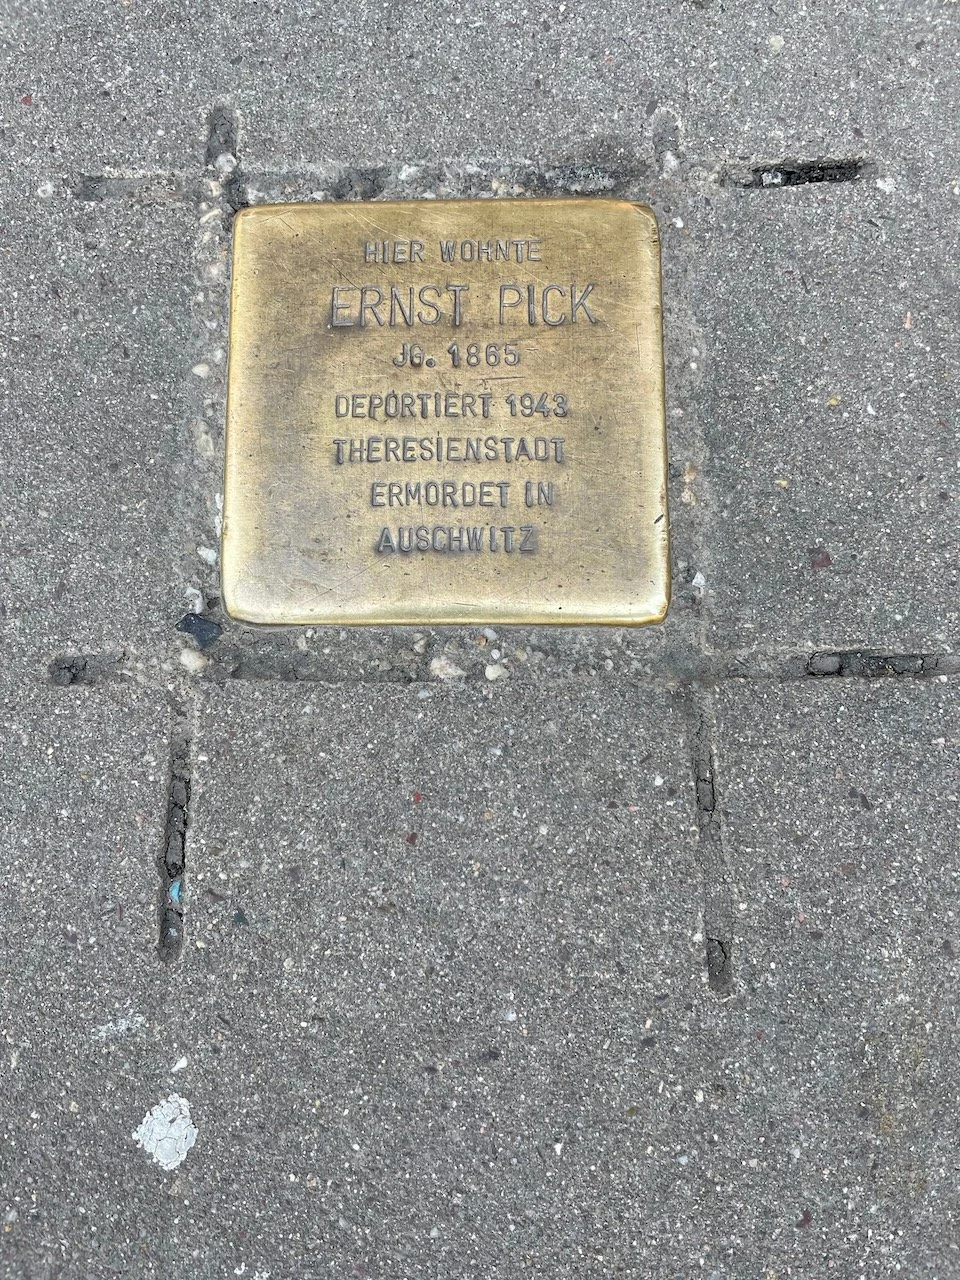 HIER WOHNTE
ERNST PICK
JG. 1865
DEPORTIERT 1943
THERESIENSTADT
ERMORDET IN
AUSCHWITZ